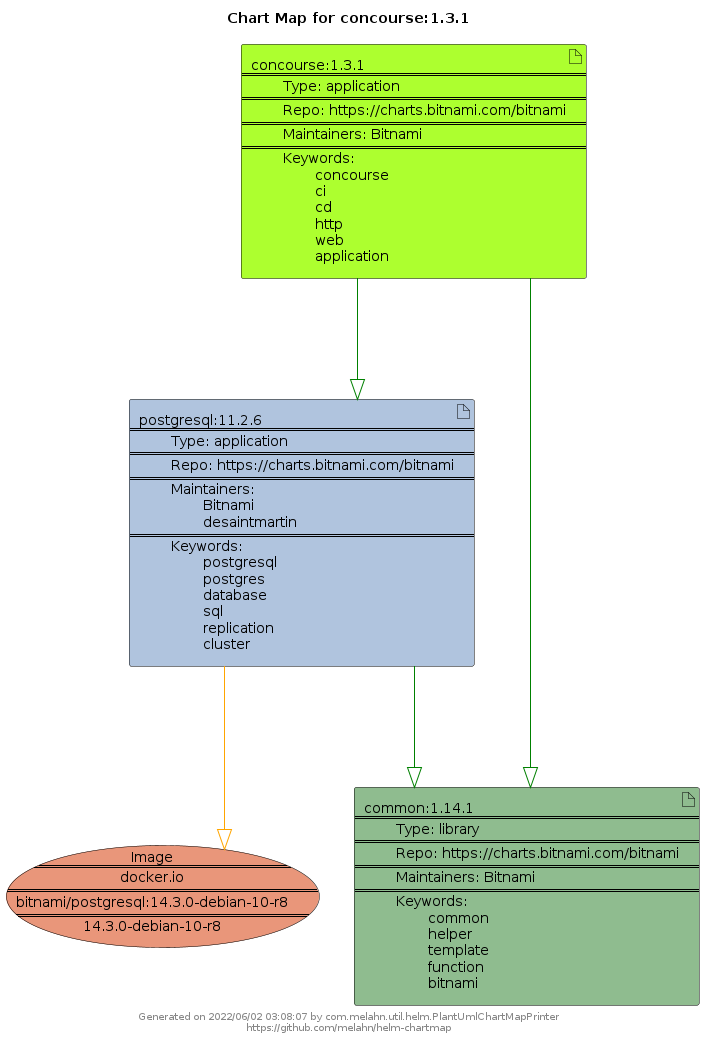 Chart Map for concourse:1.3.1
concourse:1.3.1
Type: application
Repo: https://charts.bitnami.com/bitnami
Maintainers: Bitnami
Keywords:
concourse
ci
cd
http
web
application
postgresql:11.2.6
Type: application
Repo: https://charts.bitnami.com/bitnami
Maintainers:
Bitnami
desaintmartin
Keywords:
postgresql
postgres
database
sql
replication
cluster
Image
docker.io
bitnami/postgresql:14.3.0-debian-10-r8
14.3.0-debian-10-r8
common:1.14.1
Type: library
Repo: https://charts.bitnami.com/bitnami
Maintainers: Bitnami
Keywords:
common
helper
template
function
bitnami
Generated on 2022/06/02 03:08:07 by com.melahn.util.helm.PlantUmlChartMapPrinter
https://github.com/melahn/helm-chartmap